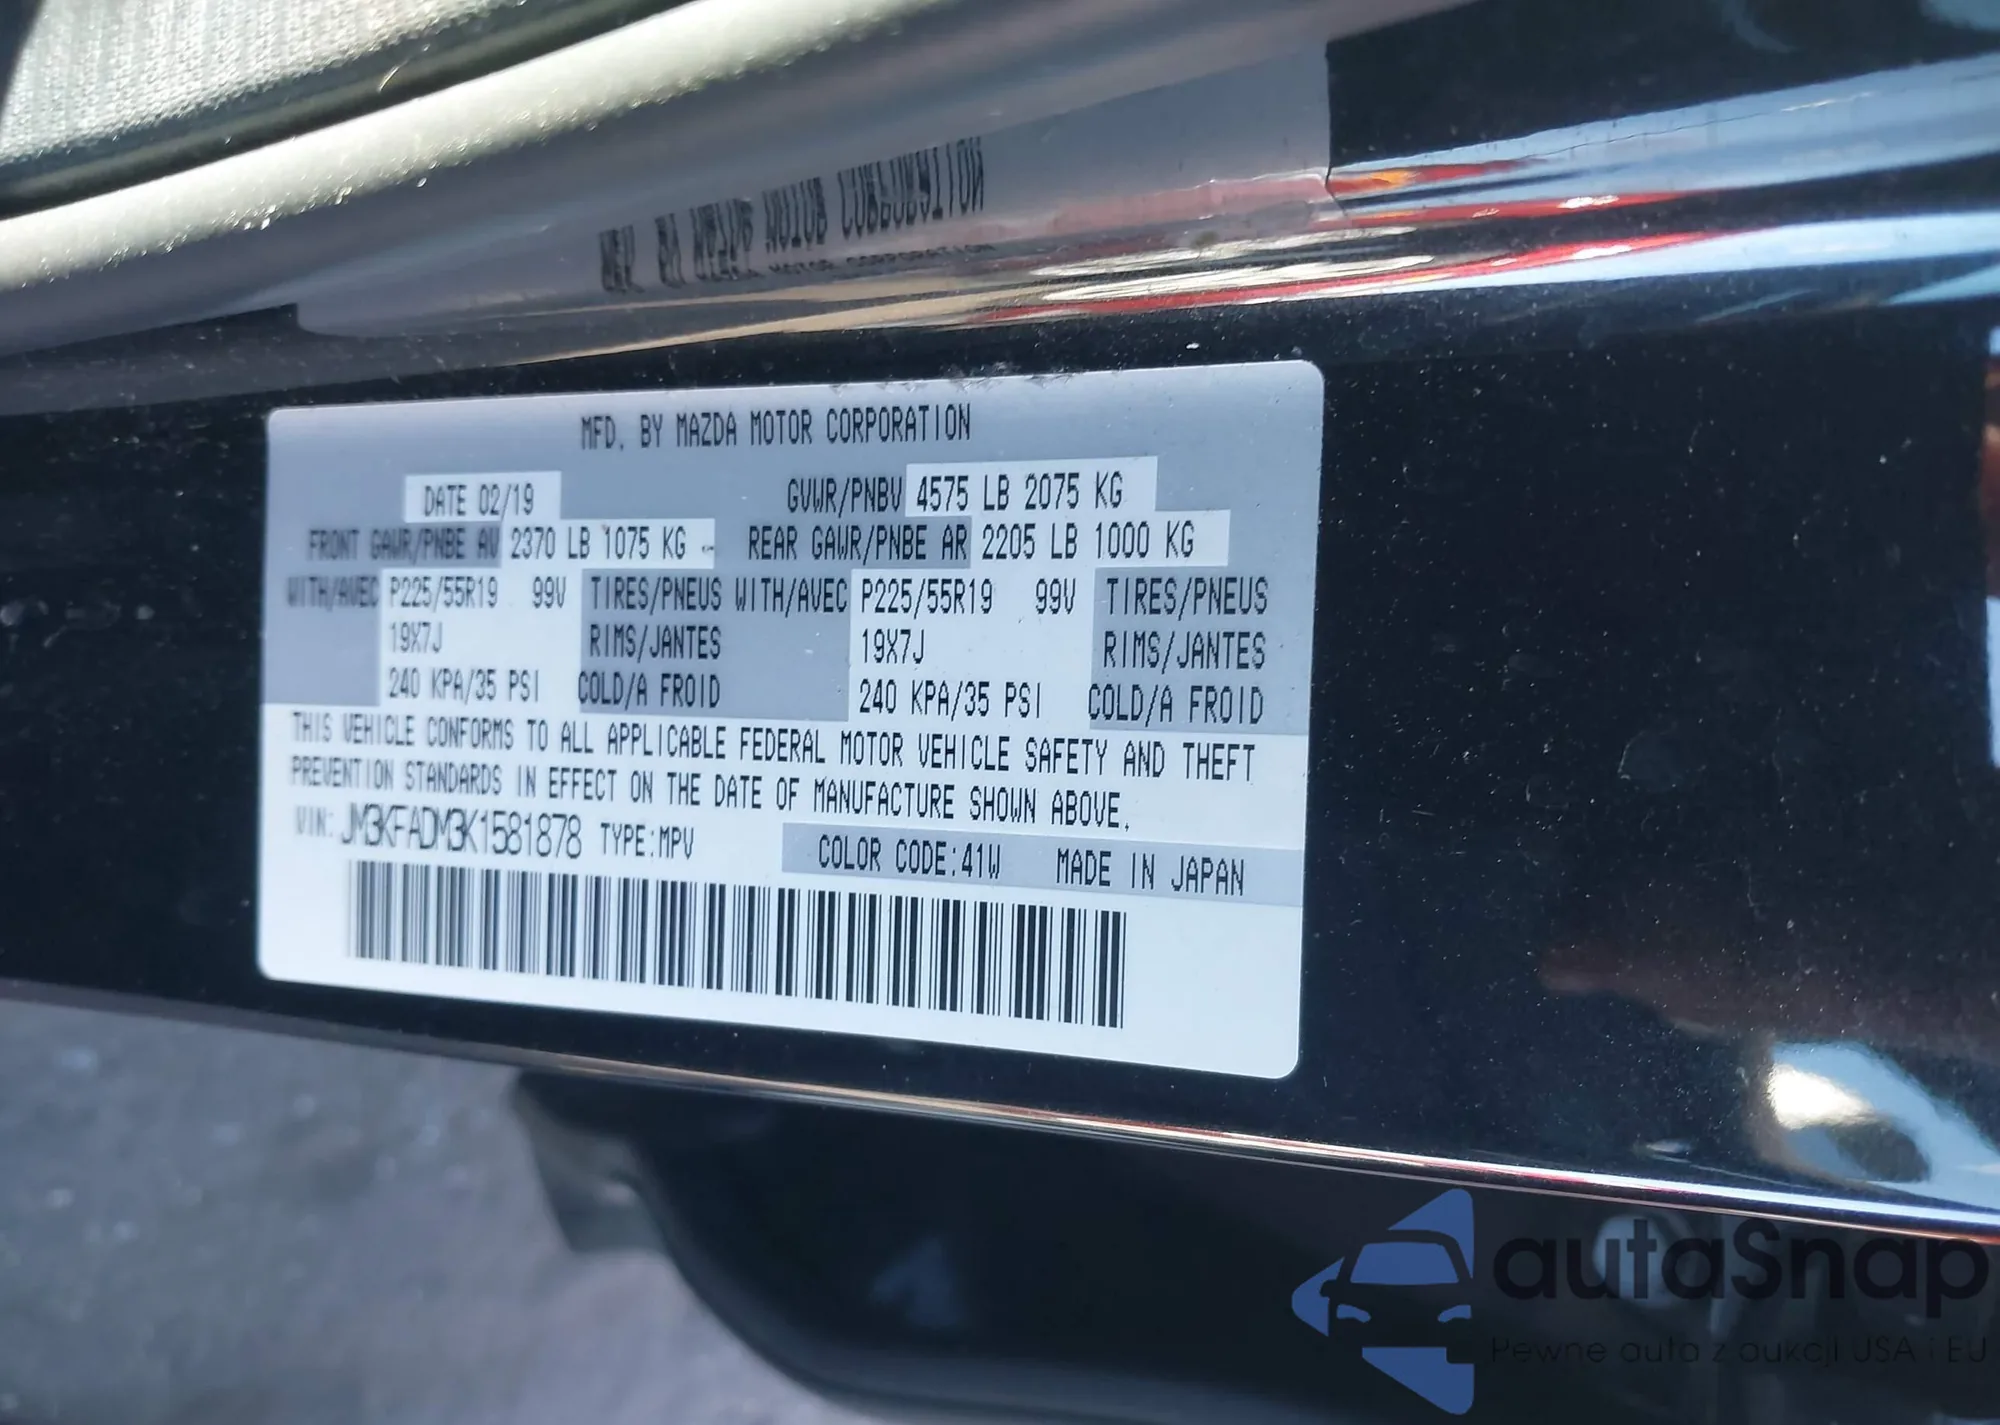 MFD. BY MAZDA MOTOR CORPORATION
DATE 02/19 GVWR/PNBV 4575 LB 2075 KG
FRONT GAWR/PNBE AV 2370 LB 1075 KG REAR GAWR/PNBE AR 2205 LB 1000 KG
WITH/AVEC P225/55R19 99V TIRES/PNEUS WITH/AVEC P225/55R19 99V TIRES/PNEUS
19X7J RIMS/JANTES 19X7J RIMS/JANTES
240 KPA/35 PSI COLD/A FROID 240 KPA/35 PSI COLD/A FROID
THIS VEHICLE CONFORMS TO ALL APPLICABLE FEDERAL MOTOR VEHICLE SAFETY AND THEFT
PREVENTION STANDARDS IN EFFECT ON THE DATE OF MANUFACTURE SHOWN ABOVE.
VIN: JM3KFADM3K1581878 TYPE:MPV COLOR CODE:41W MADE IN JAPAN
autaSnap
Pewne auta z aukcji USA i EU